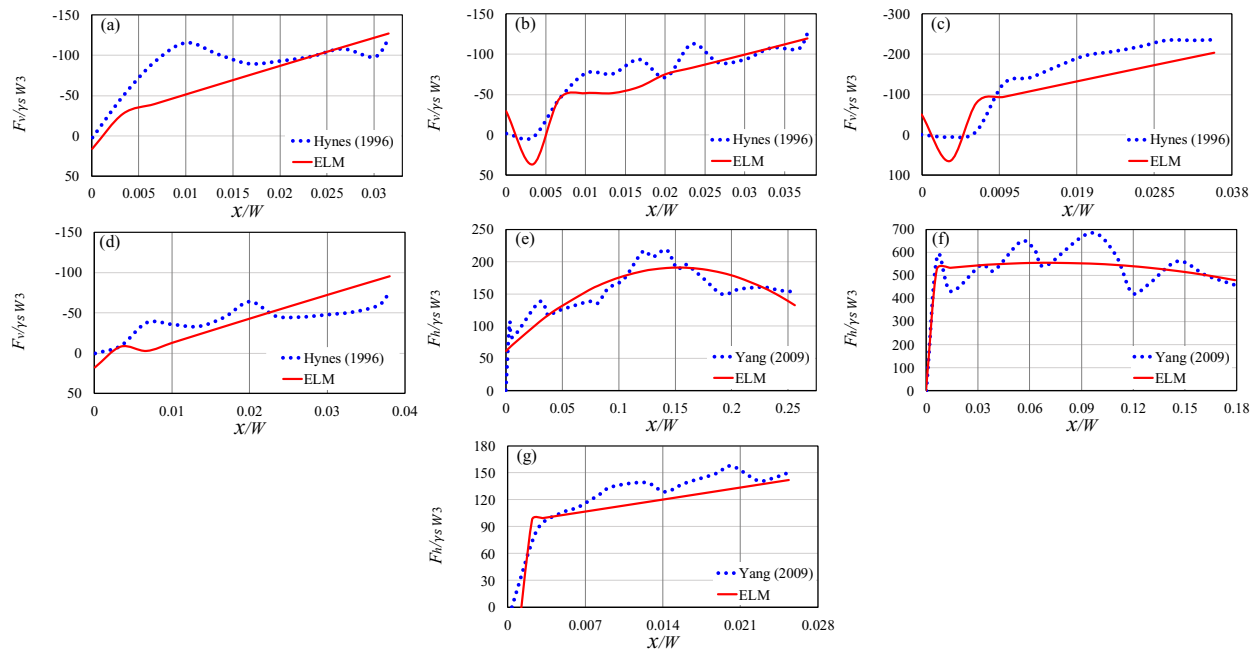 (a)
-150
-100
-50
0
50
Fv/γs W3
Hynes (1996)
ELM
0 0.005 0.01 0.015 0.02 0.025 0.03
x/W
(b)
-150
-100
-50
0
50
Fv/γs W3
Hynes (1996)
ELM
0 0.005 0.01 0.015 0.02 0.025 0.03 0.035
x/W
(c)
-300
-200
-100
0
100
Fv/γs W3
Hynes (1996)
ELM
0 0.0095 0.019 0.0285 0.038
x/W
(d)
-150
-100
-50
0
50
Fv/γs W3
Hynes (1996)
ELM
0 0.01 0.02 0.03 0.04
x/W
(e)
250
200
150
100
50
0
Fh/γs W3
Yang (2009)
ELM
0 0.05 0.1 0.15 0.2 0.25
x/W
(f)
700
600
500
400
300
200
100
0
Fh/γs W3
Yang (2009)
ELM
0 0.03 0.06 0.09 0.12 0.15 0.18
x/W
(g)
180
150
120
90
60
30
0
Fh/γs W3
Yang (2009)
ELM
0 0.007 0.014 0.021 0.028
x/W